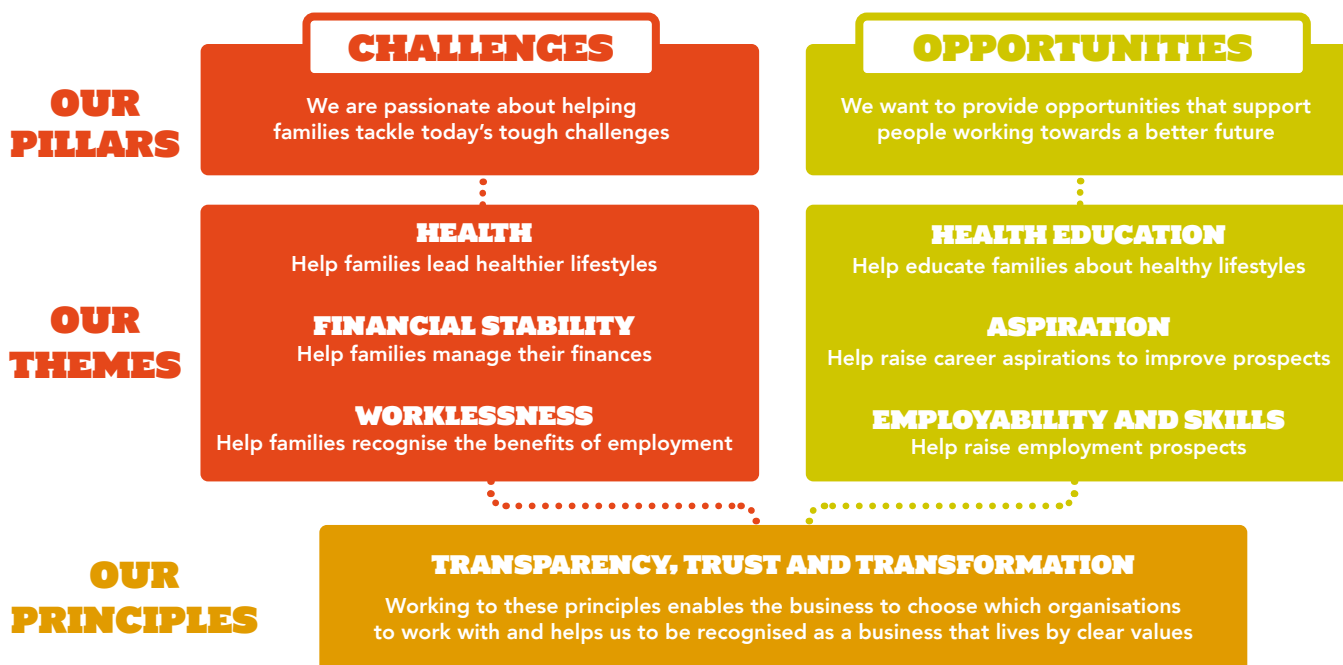 OUR
PILLARS
CHALLENGES
We are passionate about helping
families tackle today's tough challenges
OPPORTUNITIES
We want to provide opportunities that support
people working towards a better future
OUR
THEMES
HEALTH
Help families lead healthier lifestyles
FINANCIAL STABILITY
Help families manage their finances
WORKLESSNESS
Help families recognise the benefits of employment
HEALTH EDUCATION
Help educate families about healthy lifestyles
ASPIRATION
Help raise career aspirations to improve prospects
EMPLOYABILITY AND SKILLS
Help raise employment prospects
OUR
PRINCIPLES
TRANSPARENCY, TRUST AND TRANSFORMATION
Working to these principles enables the business to choose which organisations
to work with and helps us to be recognised as a business that lives by clear values